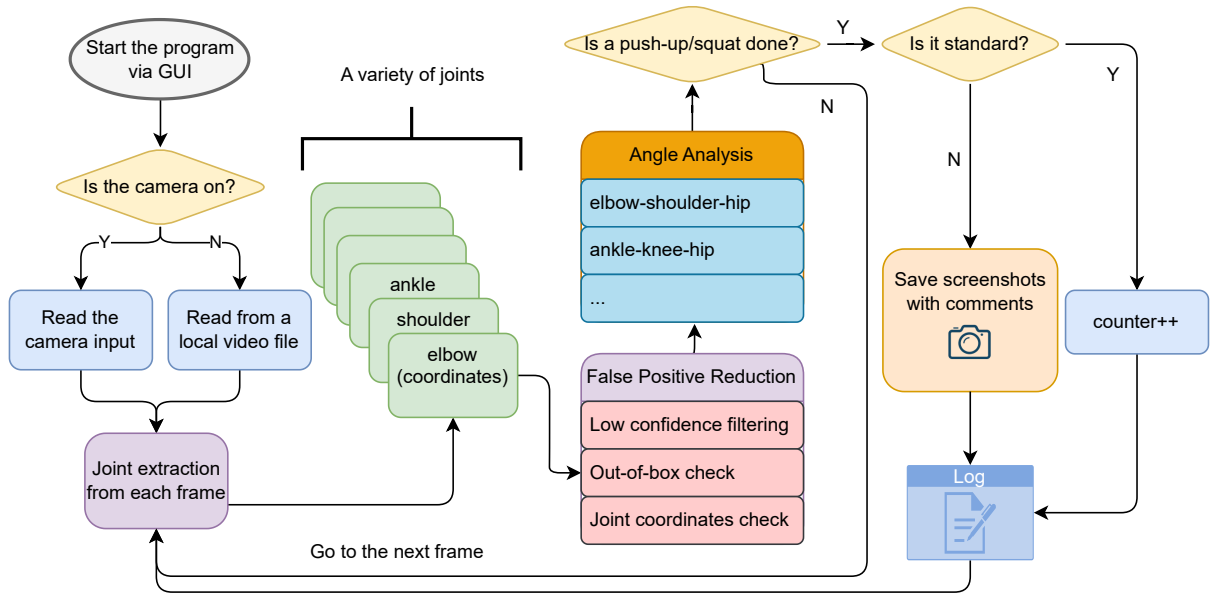 Start the program
via GUI
Is the camera on?
Y
N
Read the
camera input
Read from a
local video file
Joint extraction
from each frame
A variety of joints
ankle
shoulder
elbow
(coordinates)
False Positive Reduction
Low confidence filtering
Out-of-box check
Joint coordinates check
Angle Analysis
elbow-shoulder-hip
ankle-knee-hip
...
Is a push-up/squat done?
Y
N
Is it standard?
N
Y
Save screenshots
with comments
counter++
Log
Go to the next frame